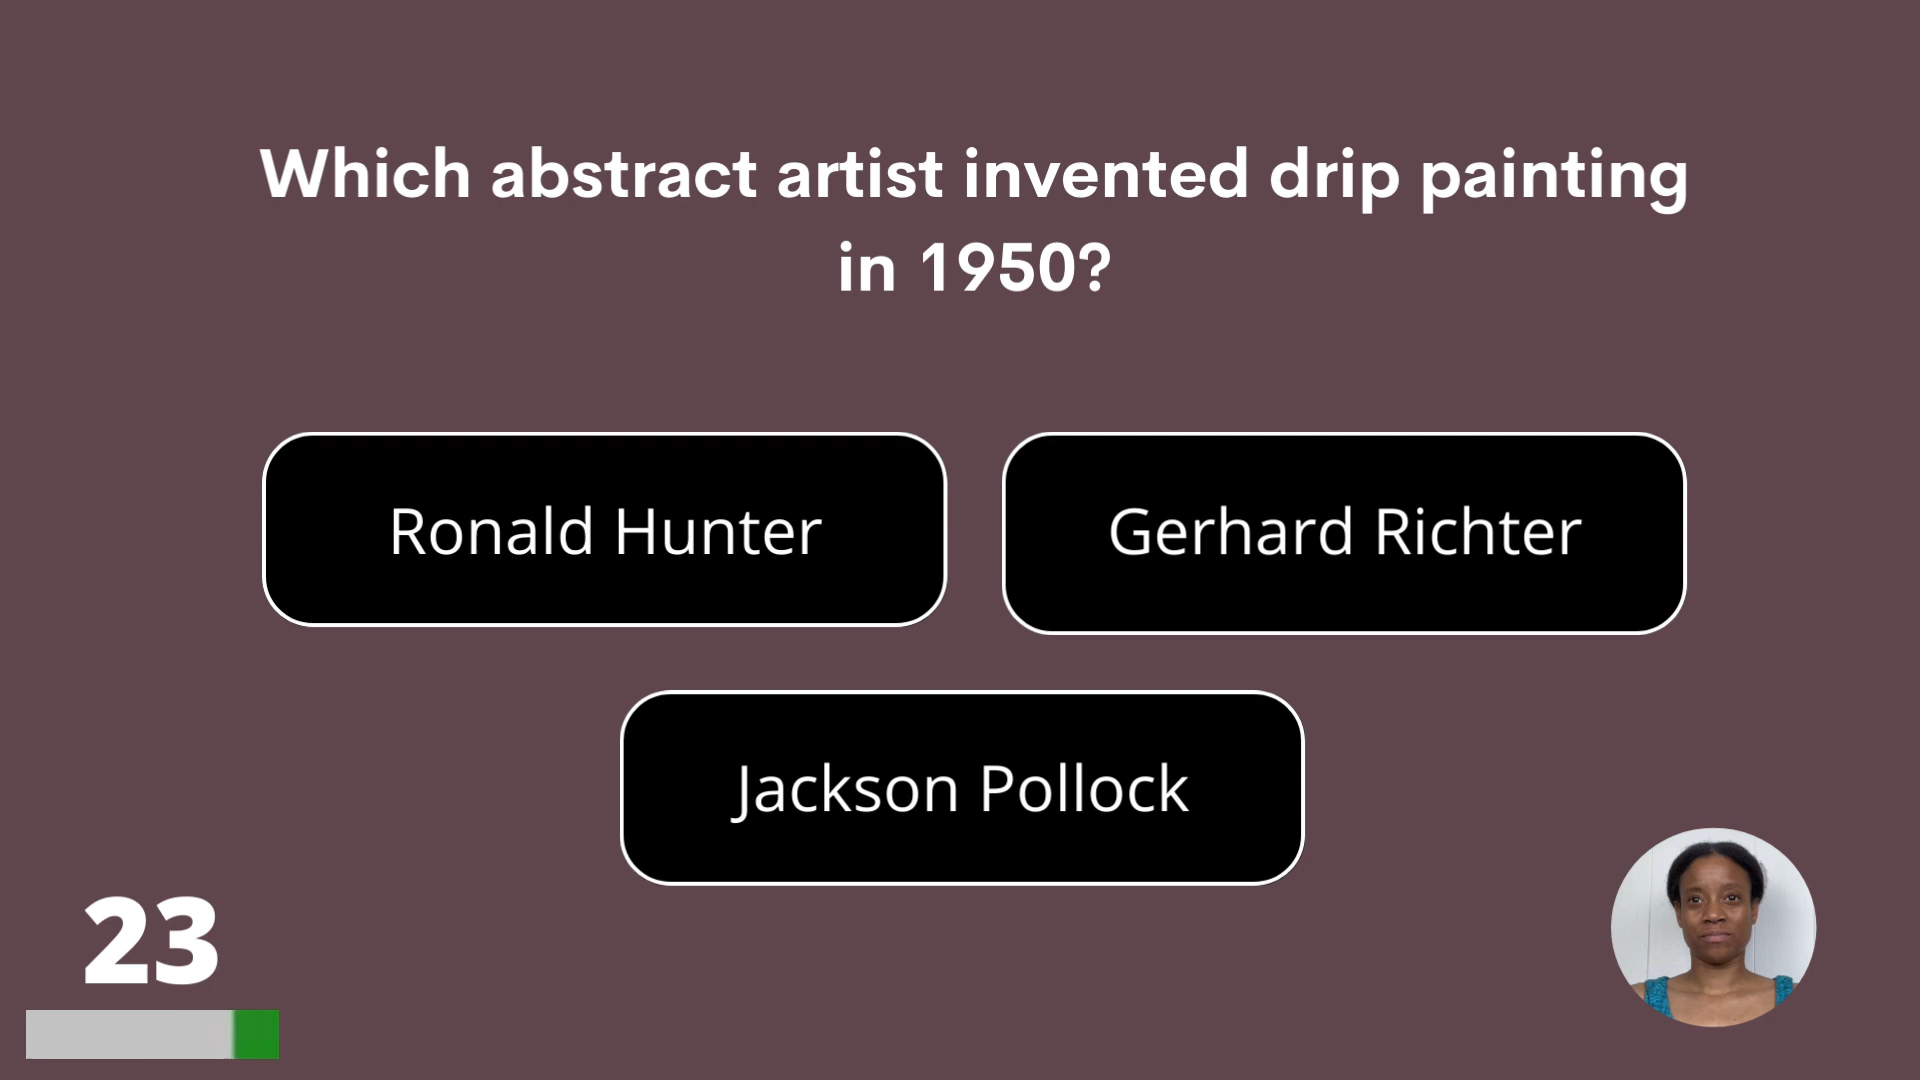 Which abstract artist invented drip painting
in 1950?
Ronald Hunter
Gerhard Richter
Jackson Pollock
23